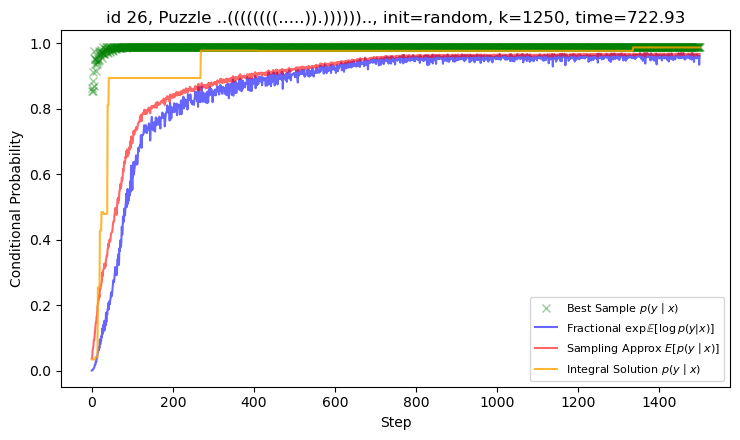 id 26, Puzzle ..((((((((.....)).)))))).., init=random, k=1250, time=722.93
Conditional Probability
1.0
0.8
0.6
0.4
0.2
0.0
0 200 400 600 800 1000 1200 1400
Step
Best Sample p(y | x)
Fractional exp𝔼[log p(y|x)]
Sampling Approx E[p(y | x)]
Integral Solution p(y | x)